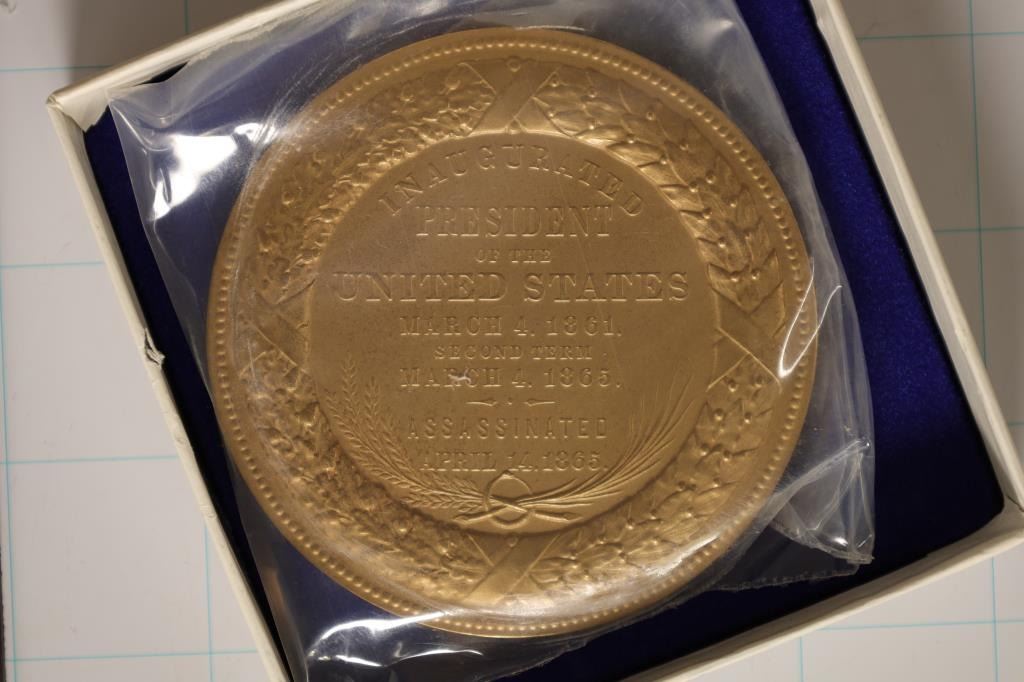 INAUGURATED
PRESIDENT
OF THE
UNITED STATES
MARCH 4. 1861.
SECOND TERM
MARCH 4. 1865.
ASSASSINATED
APRIL 14. 1865.